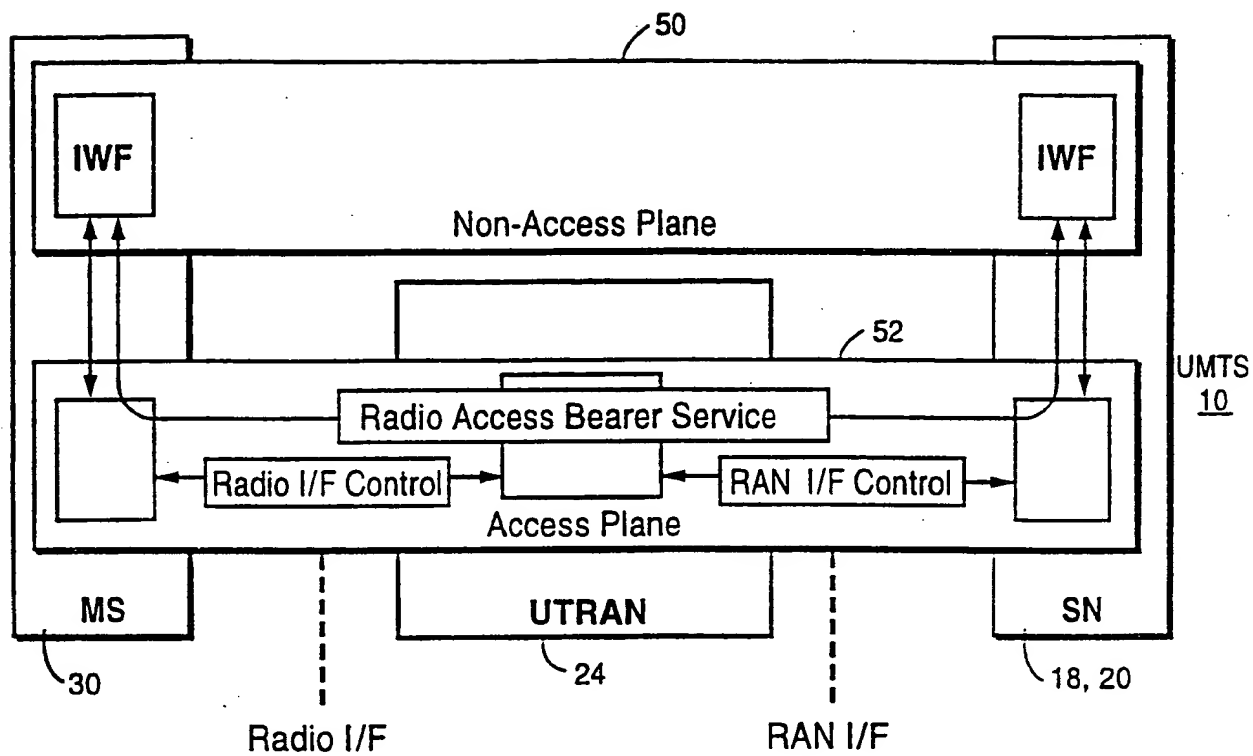 50
IWF
IWF
Non-Access Plane
52
UMTS
10
Radio Access Bearer Service
Radio I/F Control
RAN I/F Control
Access Plane
MS
UTRAN
SN
30
24
18, 20
Radio I/F
RAN I/F